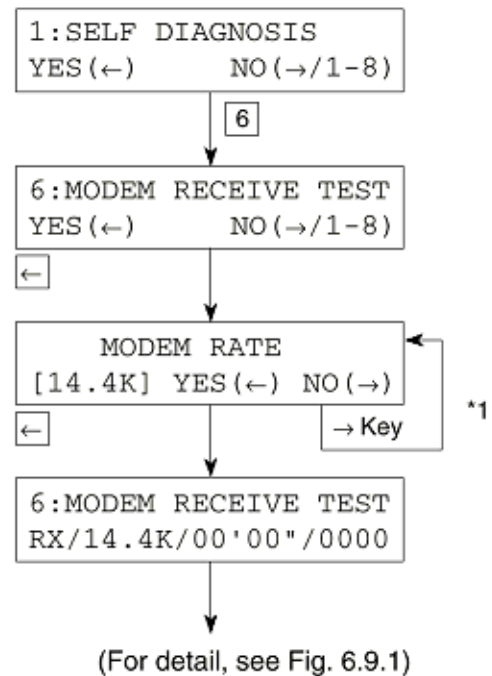 1:SELF DIAGNOSIS
YES(←) NO(→/1-8)
6
6:MODEM RECEIVE TEST
YES(←) NO(→/1-8)
←
MODEM RATE
[14.4K] YES(←) NO(→)
←
→ Key
*1
6:MODEM RECEIVE TEST
RX/14.4K/00'00"/0000
(For detail, see Fig. 6.9.1)